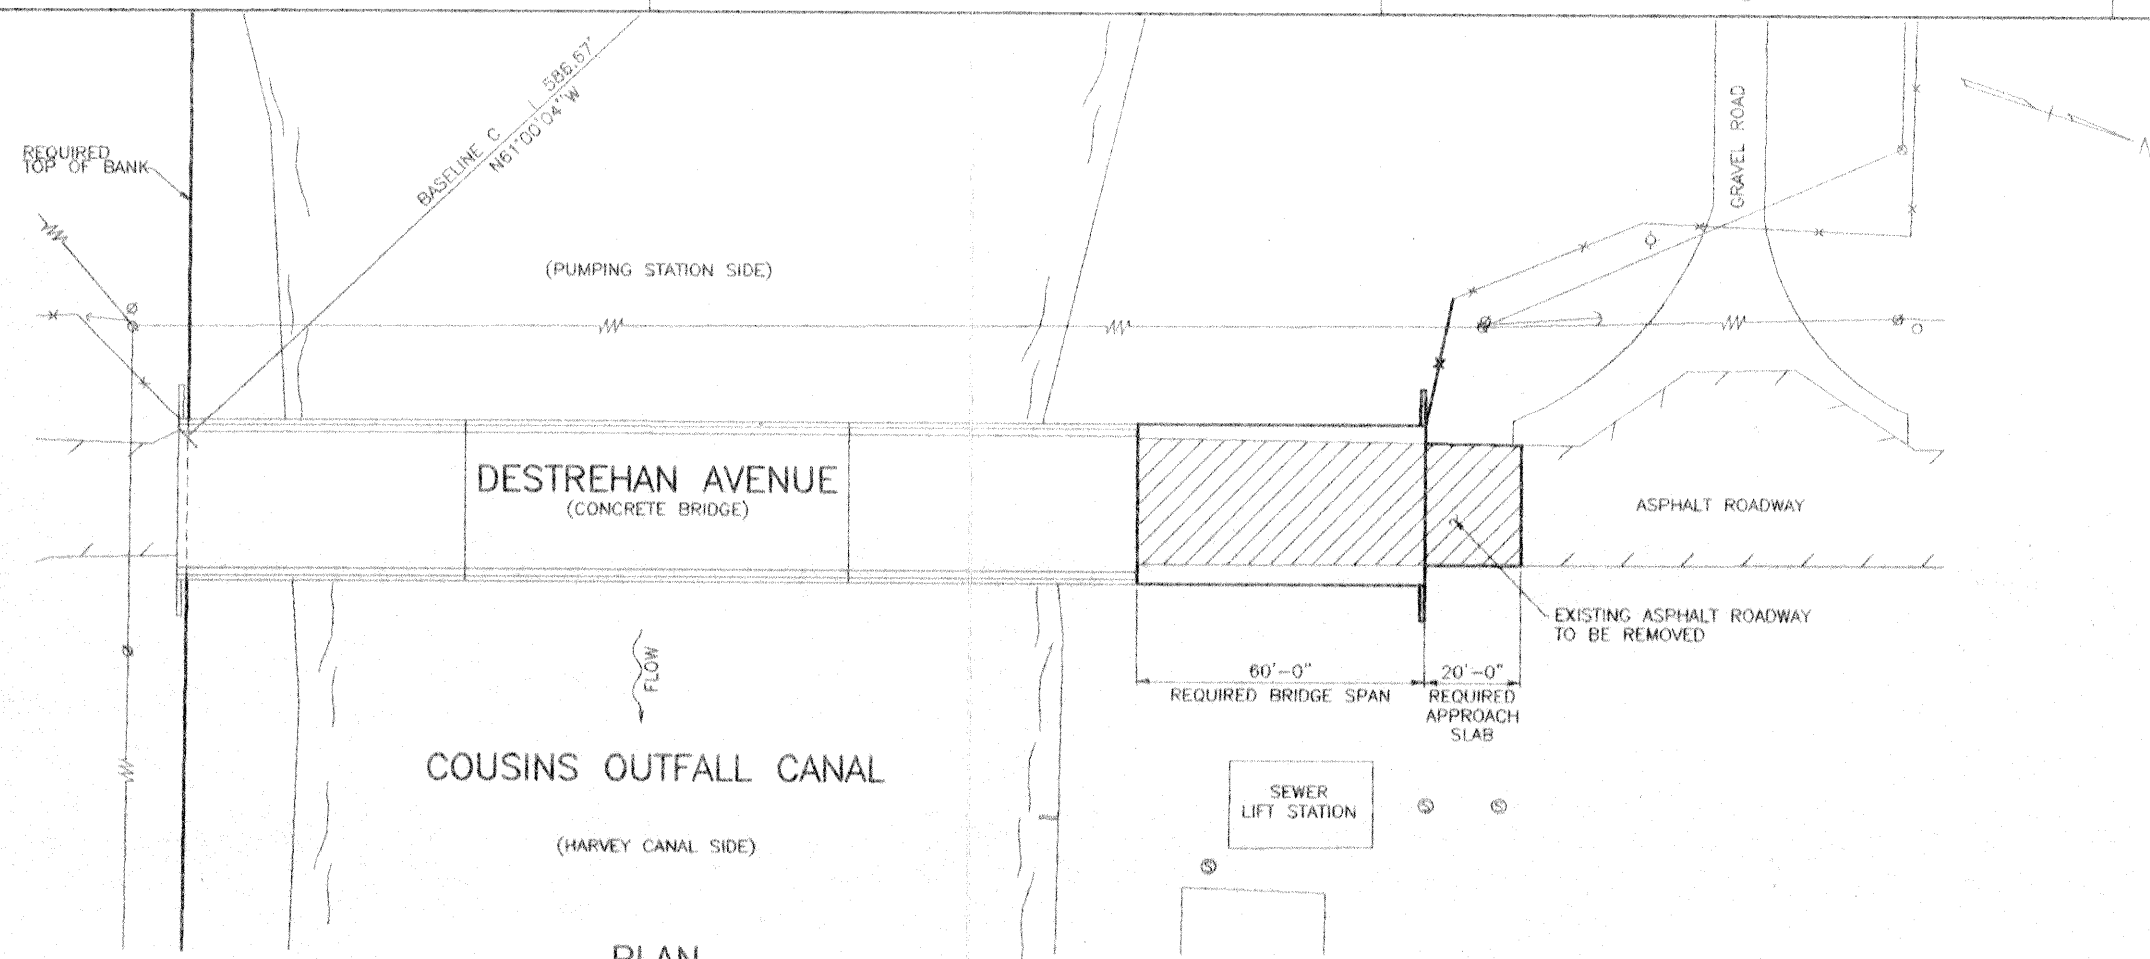 586.67'
BASELINE C
N61°00'04"W
REQUIRED
TOP OF BANK
GRAVEL ROAD
N
(PUMPING STATION SIDE)
DESTREHAN AVENUE
(CONCRETE BRIDGE)
ASPHALT ROADWAY
EXISTING ASPHALT ROADWAY
TO BE REMOVED
FLOW
60'-0"
REQUIRED BRIDGE SPAN
20'-0"
REQUIRED
APPROACH
SLAB
COUSINS OUTFALL CANAL
(HARVEY CANAL SIDE)
SEWER
LIFT STATION
S
S
S
PLAN